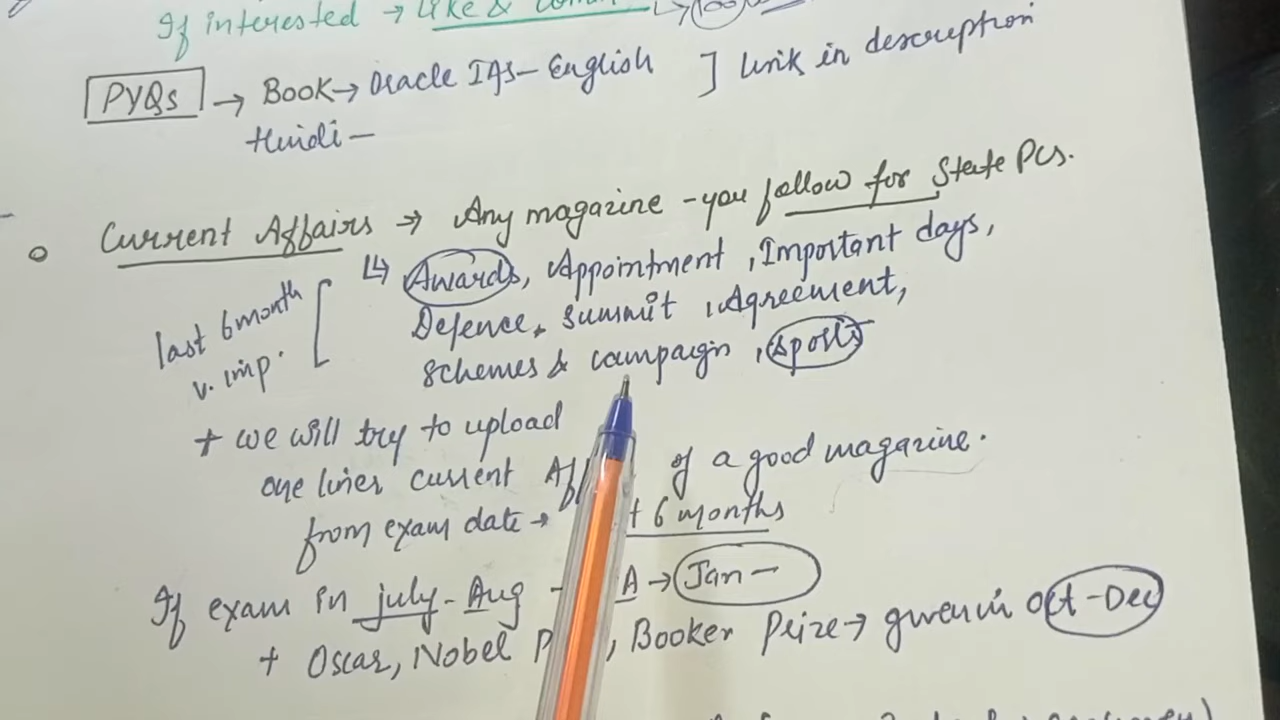 If interested → Like &
PYQs → Book → Oracle IAS - English ] link in description
Hindi -
Current Affairs → Any magazine - you follow for State PCS.
↳ Awards, Appointment, Important days,
last 6 month Defence, Summit, Agreement,
v. imp. Schemes & campaign, Sports
+ we will try to upload
one liner current of a good magazine.
from exam date → 6 months
If exam in july - Aug - A → Jan -
+ Oscar, Nobel, Booker Prize → given in Oct - Dec